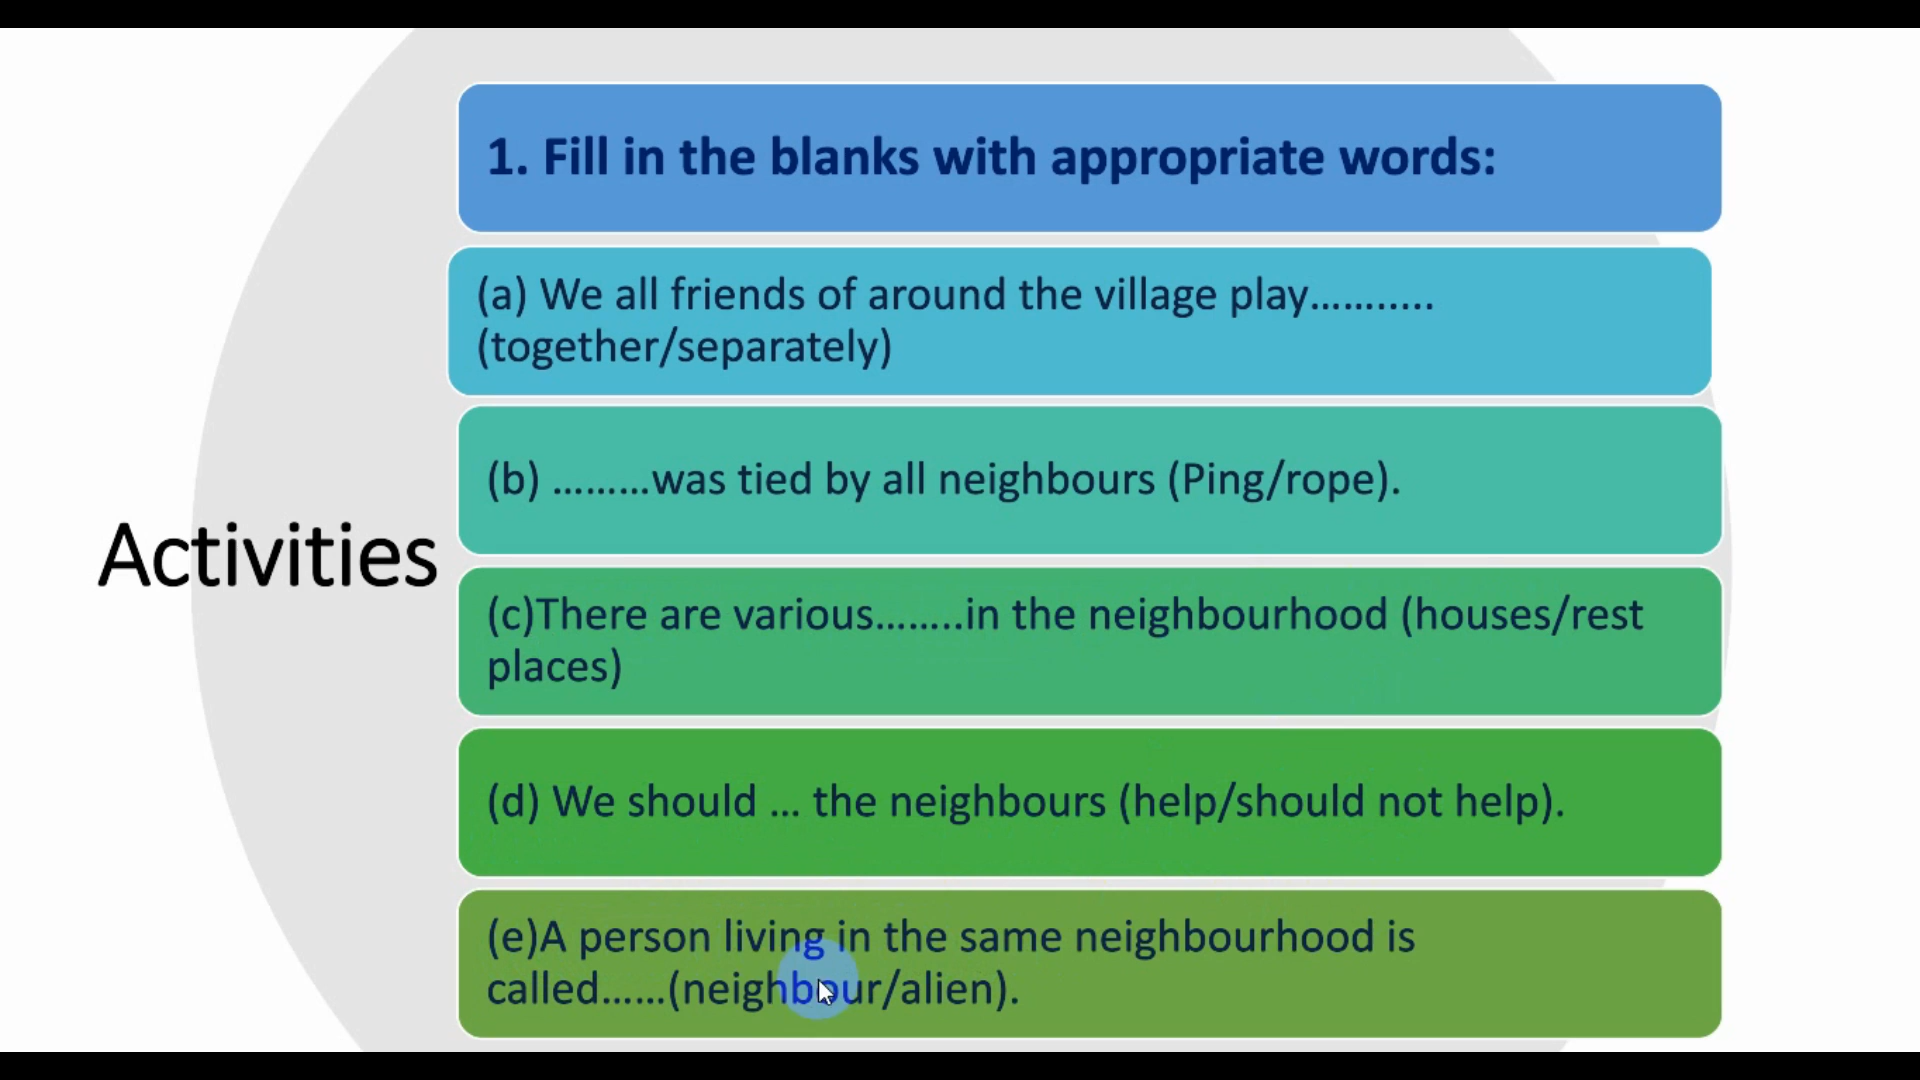 Activities
1. Fill in the blanks with appropriate words:
(a) We all friends of around the village play………..
(together/separately)
(b) ………was tied by all neighbours (Ping/rope).
(c)There are various……..in the neighbourhood (houses/rest
places)
(d) We should … the neighbours (help/should not help).
(e)A person living in the same neighbourhood is
called……(neighbour/alien).